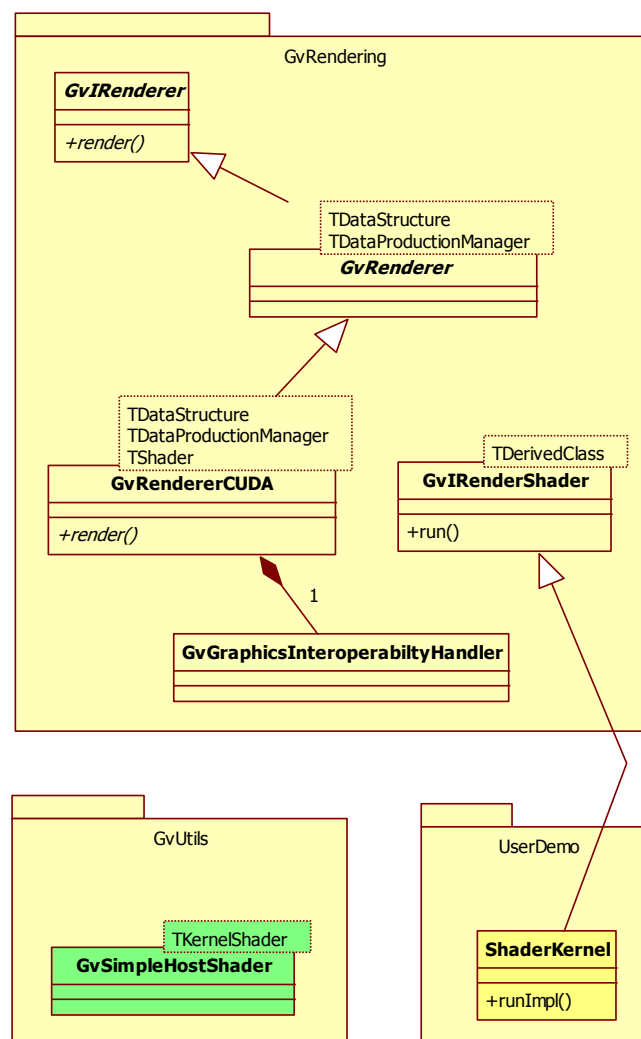 GvRendering
GvIRenderer
+render()
TDataStructure
TDataProductionManager
GvRenderer
TDataStructure
TDataProductionManager
TShader
GvRendererCUDA
+render()
TDerivedClass
GvIRenderShader
+run()
1
GvGraphicsInteroperabiltyHandler
GvUtils
TKernelShader
GvSimpleHostShader
UserDemo
ShaderKernel
+runImpl()